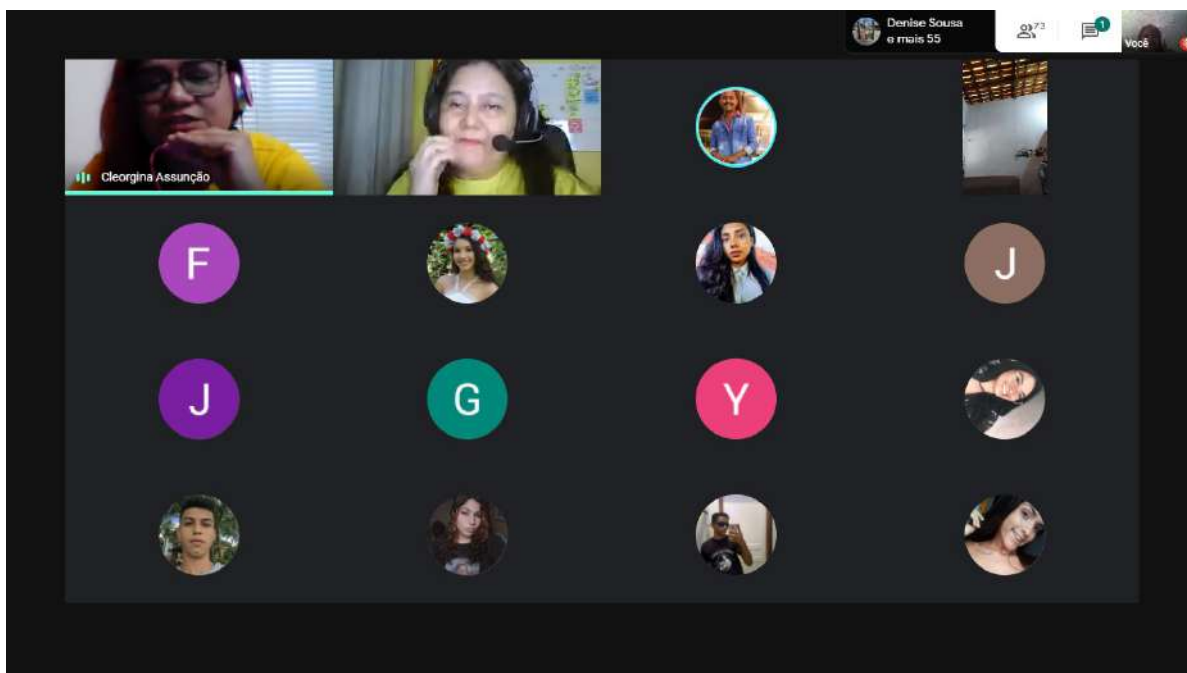 Denise Sousa
e mais 55
73
1
Você
Cleorgina Assunção
F
J
J
G
Y